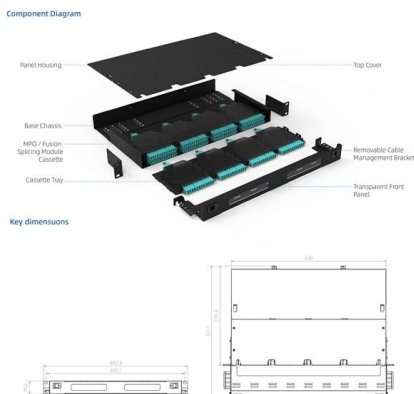 Component Diagram
Panel Housing
Top Cover
Base Chassis
MPO / Fusion
Splicing Module
Cassette
Cassette Tray
Removable Cable
Management Bracket
Transparent Front
Panel
Key dimensuons